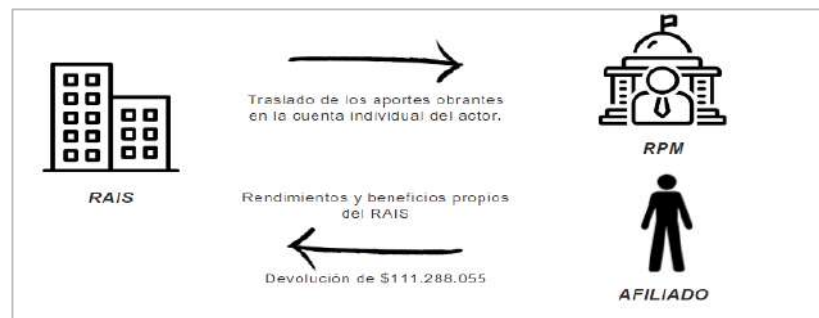 Traslado de los aportes obrantes
en la cuenta individual del actor.
RPM
RAIS
Rendimientos y beneficios propios
del RAIS
Devolución de $111.288.055
AFILIADO